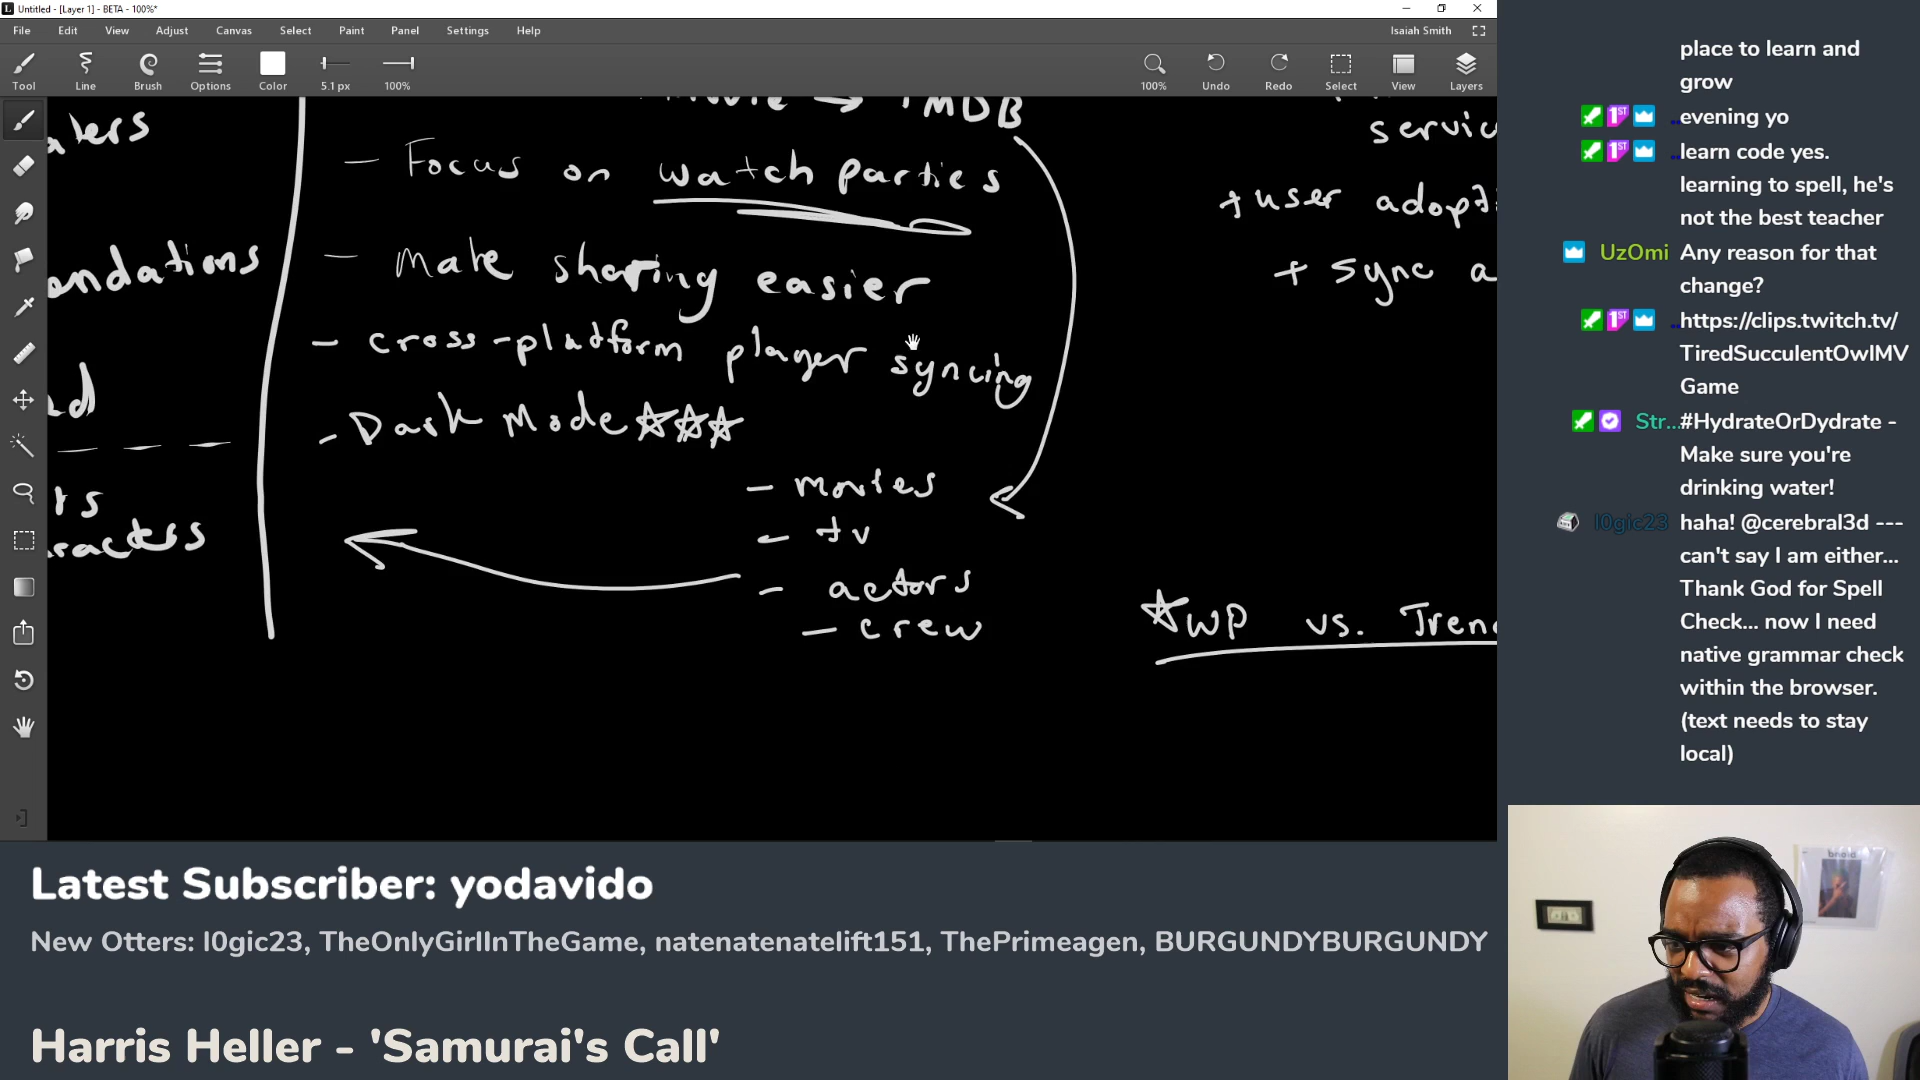 Untitled - [Layer 1] - BETA - 100%*
File Edit View Adjust Canvas Select Paint Panel Settings Help
Isaiah Smith
Tool Line Brush Options Color 5.1 px 100%
100% Undo Redo Select View Layers
→ TMDB
- Focus on watch parties
- Make sharing easier
- cross-platform player syncing
- Dark Mode
- movies
- tv
- actors
- crew
endations
servic
+ user adopt
+ sync a
WP vs. Tren
place to learn and
grow
evening yo
learn code yes.
learning to spell, he's
not the best teacher
UzOmi Any reason for that
change?
https://clips.twitch.tv/
TiredSucculentOwlMV
Game
Str... #HydrateOrDydrate -
Make sure you're
drinking water!
l0gic23 haha! @cerebral3d ---
can't say I am either...
Thank God for Spell
Check... now I need
native grammar check
within the browser.
(text needs to stay
local)
Latest Subscriber: yodavido
New Otters: l0gic23, TheOnlyGirlInTheGame, natenatenatelift151, ThePrimeagen, BURGUNDYBURGUNDY
Harris Heller - 'Samurai's Call'